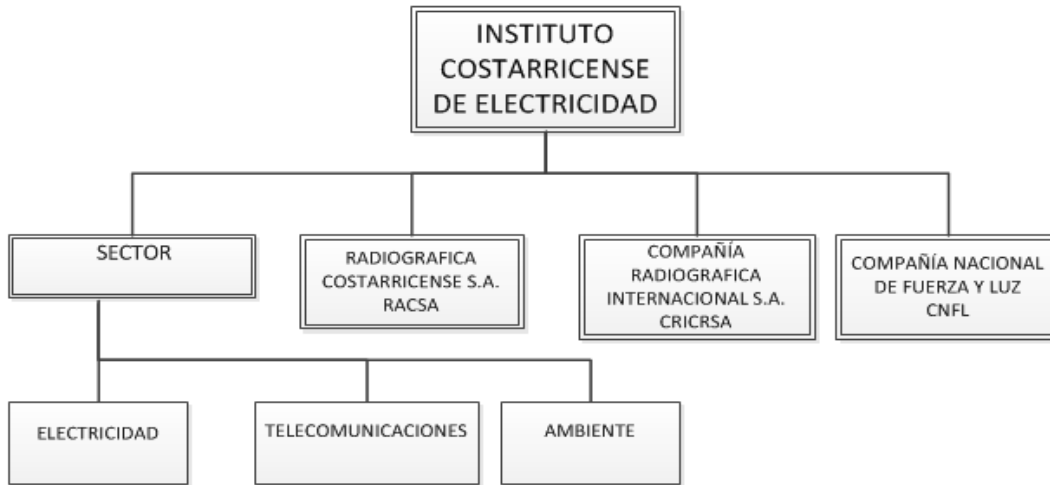 INSTITUTO
COSTARRICENSE
DE ELECTRICIDAD
SECTOR
RADIOGRAFICA
COSTARRICENSE S.A.
RACSA
COMPAÑÍA
RADIOGRAFICA
INTERNACIONAL S.A.
CRICRSA
COMPAÑÍA NACIONAL
DE FUERZA Y LUZ
CNFL
ELECTRICIDAD
TELECOMUNICACIONES
AMBIENTE